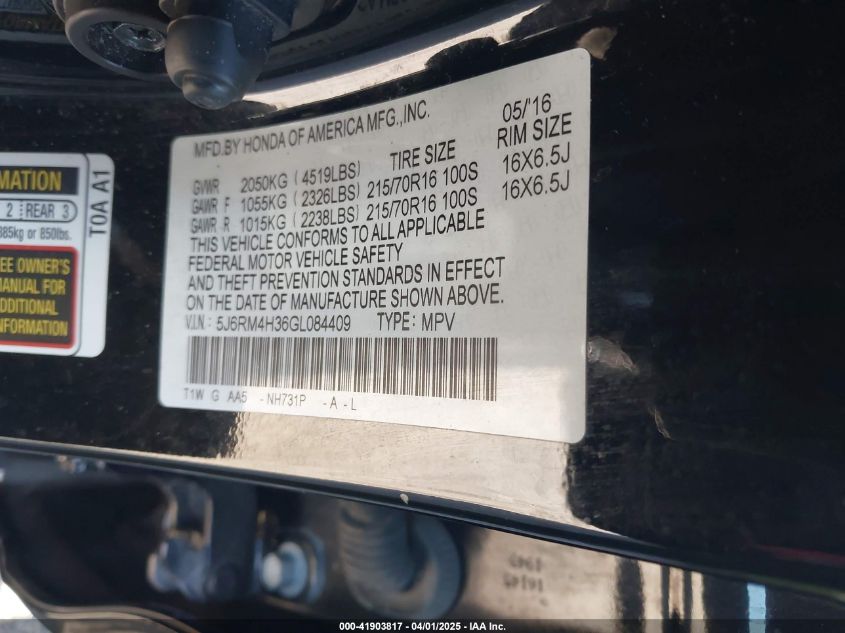 MFD.BY HONDA OF AMERICA MFG.,INC. 05/'16
TIRE SIZE RIM SIZE
GVWR 2050KG (4519LBS)
GAWR F 1055KG (2326LBS) 215/70R16 100S 16X6.5J
GAWR R 1015KG (2238LBS) 215/70R16 100S 16X6.5J
THIS VEHICLE CONFORMS TO ALL APPLICABLE
FEDERAL MOTOR VEHICLE SAFETY
AND THEFT PREVENTION STANDARDS IN EFFECT
ON THE DATE OF MANUFACTURE SHOWN ABOVE.
V.I.N.: 5J6RM4H36GL084409 TYPE: MPV
T1W G AA5 -NH731P -A-L
MATION
2 REAR 3
385kg or 850lbs.
EE OWNER'S
MANUAL FOR
DDITIONAL
INFORMATION
T0A A1
000-41903817 - 04/01/2025 - IAA Inc.